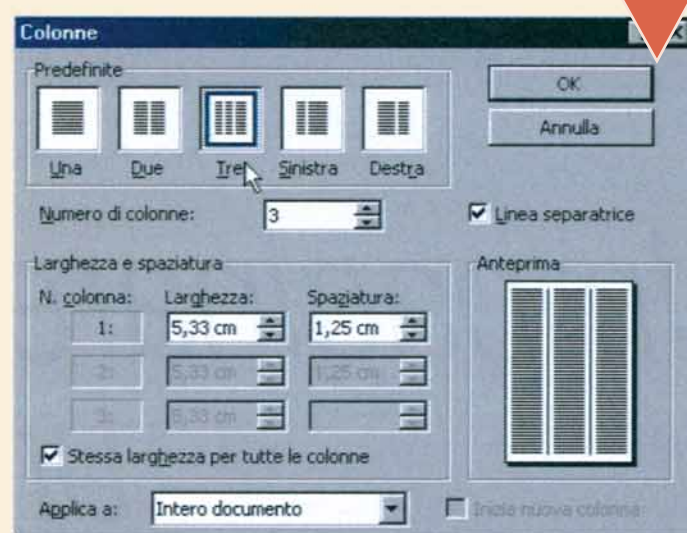 Colonne
Predefinite
Una Due Tre Sinistra Destra
OK
Annulla
Numero di colonne: 3
Linea separatrice
Larghezza e spaziatura
N. colonna: Larghezza: Spaziatura:
1: 5,33 cm 1,25 cm
2: 5,33 cm 1,25 cm
3: 5,33 cm
Stessa larghezza per tutte le colonne
Anteprima
Applica a: Intero documento
Inizia nuova colonna